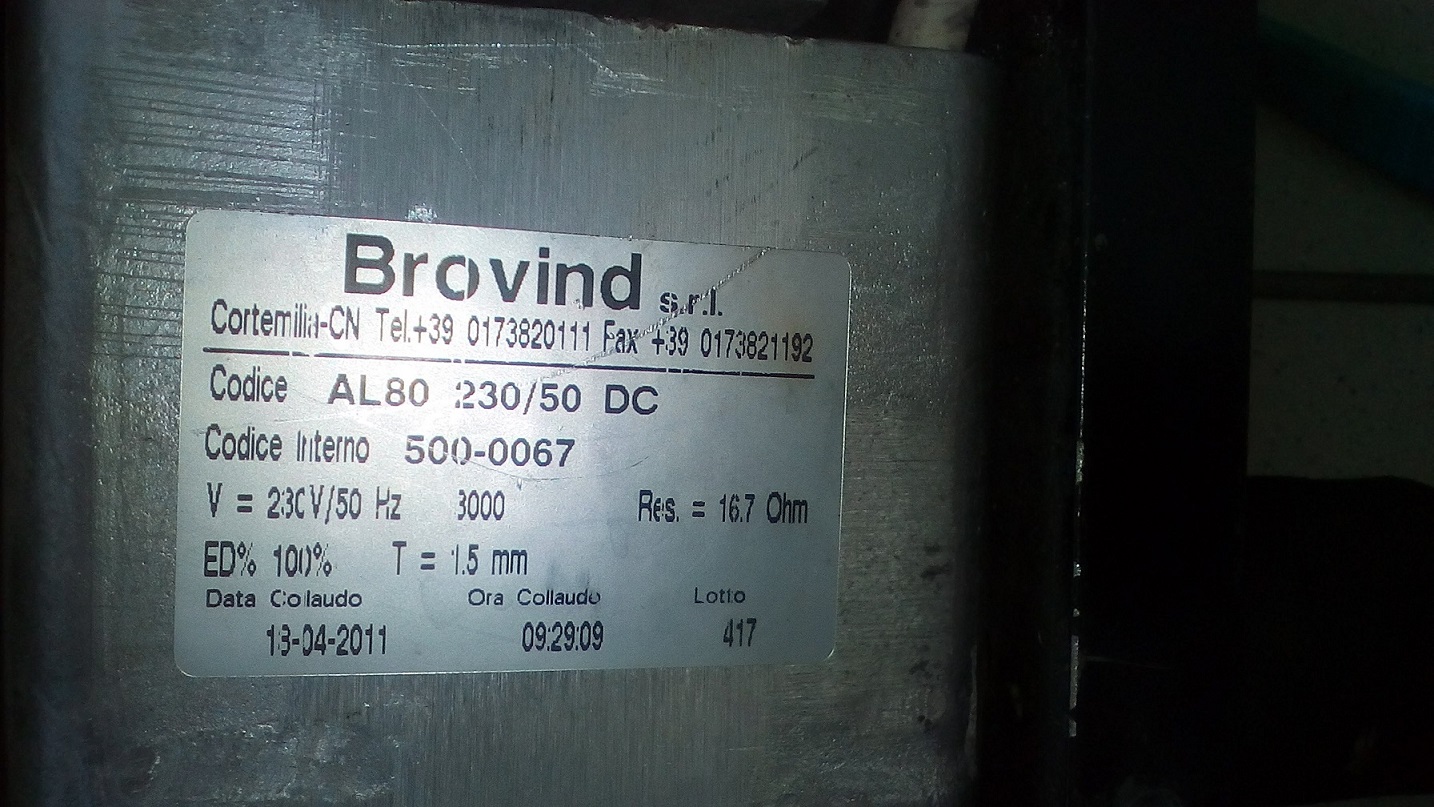 Brovind s.r.l.
Cortemilia-CN Tel.+39 0173820111 Fax +39 0173821192
Codice AL80 230/50 DC
Codice Interno 500-0067
V = 230V/50 Hz 3000 Res. = 16.7 Ohm
ED% 100% T = 1.5 mm
Data Collaudo Ora Collaudo Lotto
13-04-2011 09:29:09 417